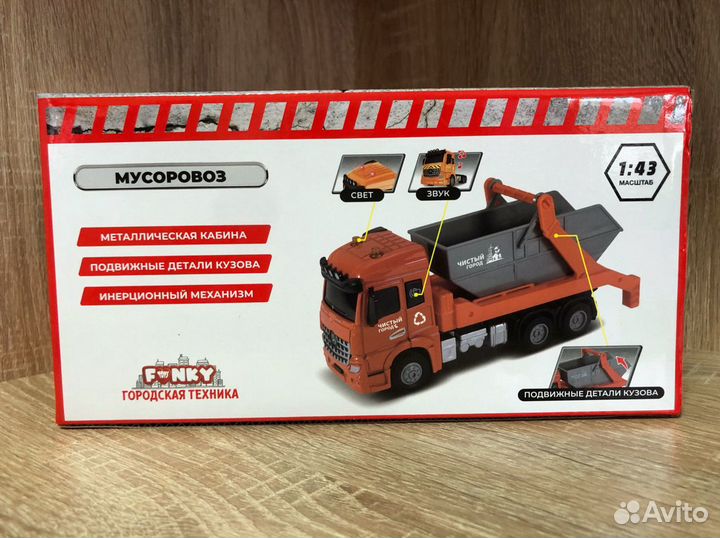 МУСОРОВОЗ
МЕТАЛЛИЧЕСКАЯ КАБИНА
ПОДВИЖНЫЕ ДЕТАЛИ КУЗОВА
ИНЕРЦИОННЫЙ МЕХАНИЗМ
FUNKY
ГОРОДСКАЯ ТЕХНИКА
СВЕТ
ЗВУК
1:43
МАСШТАБ
ЧИСТЫЙ
ГОРОД
ЧИСТЫЙ
ГОРОД
ПОДВИЖНЫЕ ДЕТАЛИ КУЗОВА
Avito